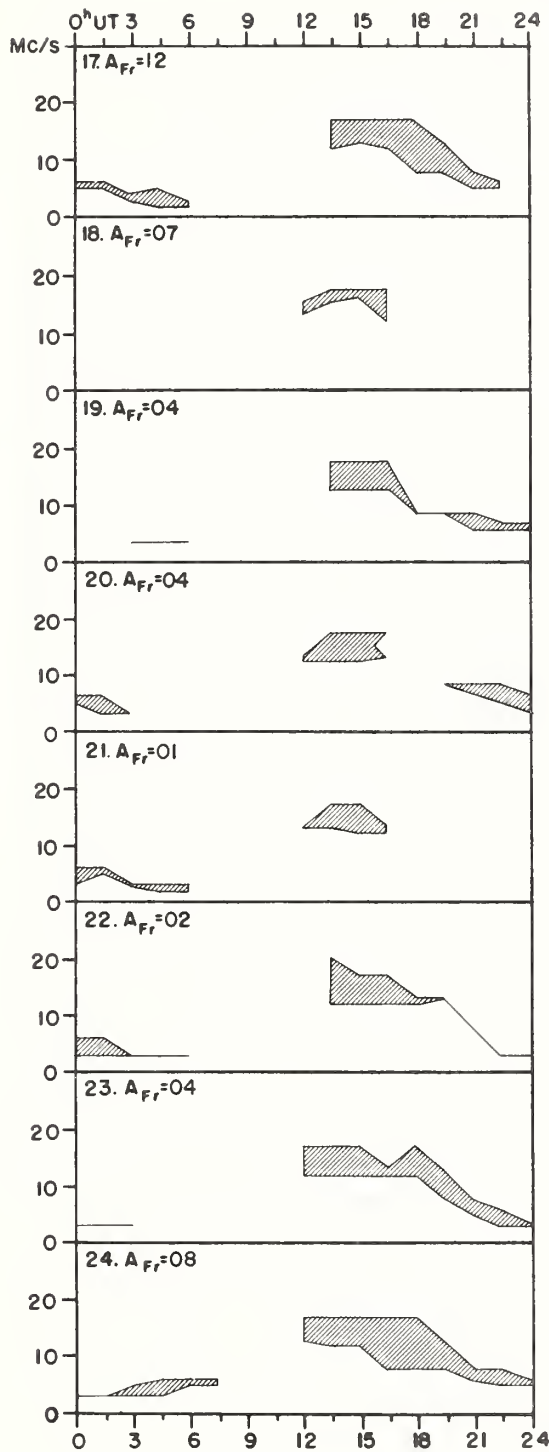 0ʰUT 3 6 9 12 15 18 21 24
Mc/s
17. A_Fr=12
20
10
0
18. A_Fr=07
20
10
0
19. A_Fr=04
20
10
0
20. A_Fr=04
20
10
0
21. A_Fr=01
20
10
0
22. A_Fr=02
20
10
0
23. A_Fr=04
20
10
0
24. A_Fr=08
20
10
0
0 3 6 9 12 15 18 21 24